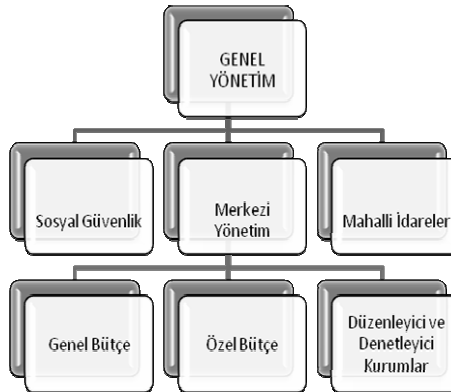 GENEL
YÖNETİM
Sosyal Güvenlik
Merkezi
Yönetim
Mahalli İdareler
Genel Bütçe
Özel Bütçe
Düzenleyici ve
Denetleyici
Kurumlar